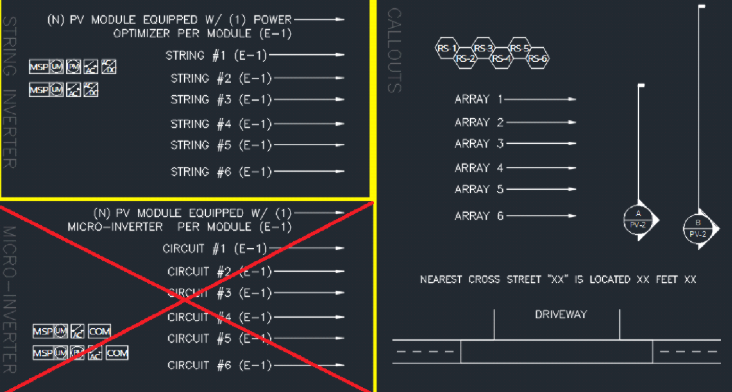 STRING INVERTER
(N) PV MODULE EQUIPPED W/ (1) POWER
OPTIMIZER PER MODULE (E-1)
STRING #1 (E-1)
STRING #2 (E-1)
STRING #3 (E-1)
STRING #4 (E-1)
STRING #5 (E-1)
STRING #6 (E-1)
MSP UM PM AC
MSP UM AC
MICRO-INVERTER
(N) PV MODULE EQUIPPED W/ (1)
MICRO-INVERTER PER MODULE (E-1)
CIRCUIT #1 (E-1)
CIRCUIT #2 (E-1)
CIRCUIT #3 (E-1)
CIRCUIT #4 (E-1)
CIRCUIT #5 (E-1)
CIRCUIT #6 (E-1)
MSP UM AC COM
MSP UM AC COM
CALLOUTS
RS-1 RS-3 RS-5
RS-2 RS-4 RS-6
ARRAY 1
ARRAY 2
ARRAY 3
ARRAY 4
ARRAY 5
ARRAY 6
A
PV-2
B
PV-2
NEAREST CROSS STREET "XX" IS LOCATED XX FEET XX
DRIVEWAY